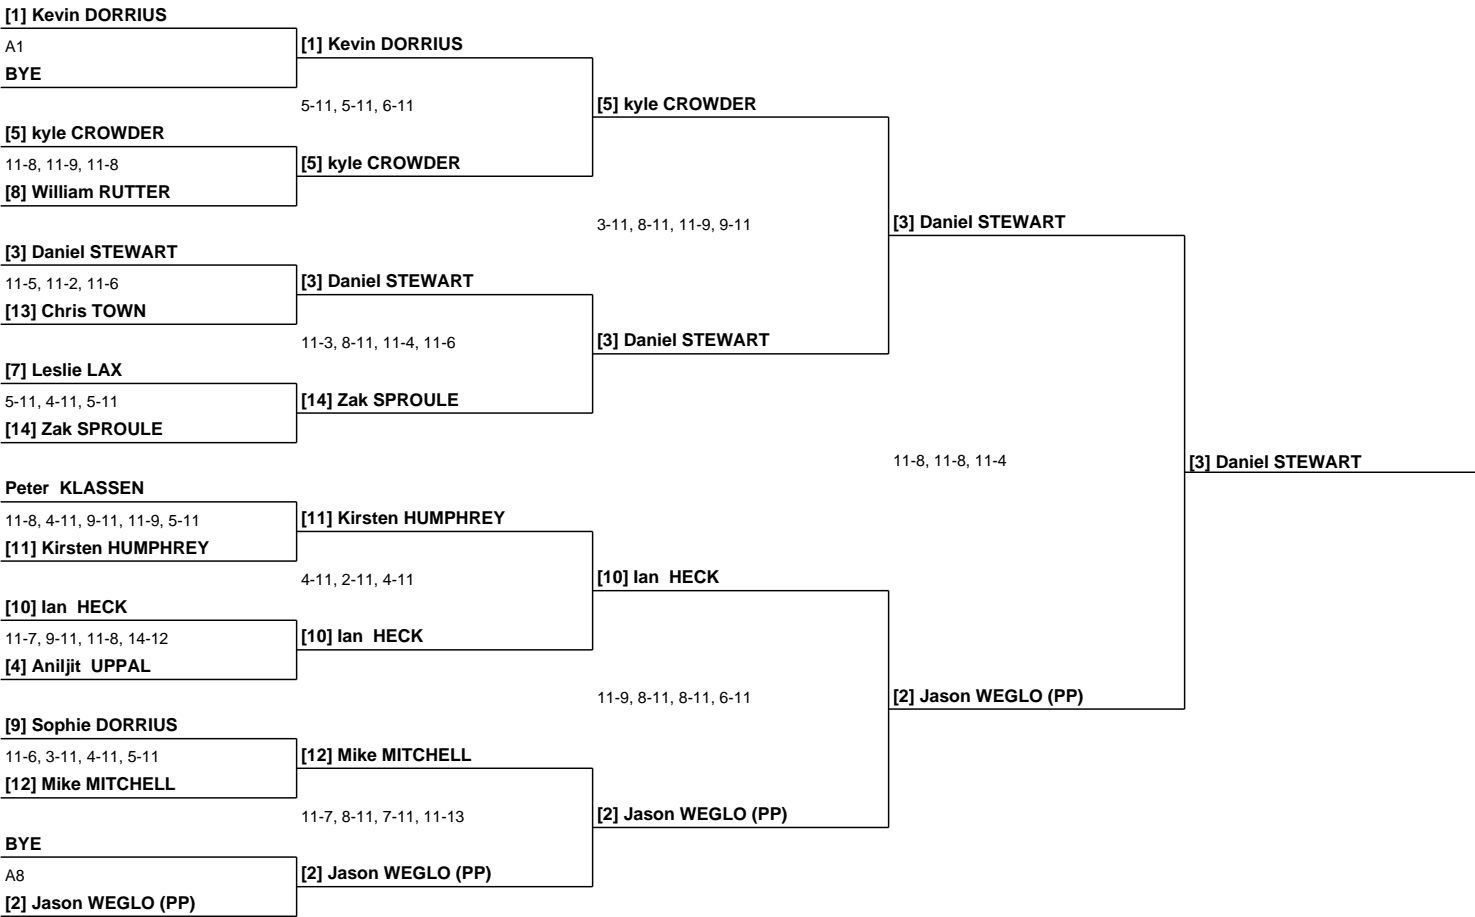 [1] Kevin DORRIUS
A1
BYE
[5] kyle CROWDER
11-8, 11-9, 11-8
[8] William RUTTER
[3] Daniel STEWART
11-5, 11-2, 11-6
[13] Chris TOWN
[7] Leslie LAX
5-11, 4-11, 5-11
[14] Zak SPROULE
Peter  KLASSEN
11-8, 4-11, 9-11, 11-9, 5-11
[11] Kirsten HUMPHREY
[10] Ian  HECK
11-7, 9-11, 11-8, 14-12
[4] Aniljit  UPPAL
[9] Sophie DORRIUS
11-6, 3-11, 4-11, 5-11
[12] Mike MITCHELL
BYE
A8
[2] Jason WEGLO (PP)
[1] Kevin DORRIUS
5-11, 5-11, 6-11
[5] kyle CROWDER
[3] Daniel STEWART
11-3, 8-11, 11-4, 11-6
[14] Zak SPROULE
[11] Kirsten HUMPHREY
4-11, 2-11, 4-11
[10] Ian  HECK
[12] Mike MITCHELL
11-7, 8-11, 7-11, 11-13
[2] Jason WEGLO (PP)
[5] kyle CROWDER
3-11, 8-11, 11-9, 9-11
[3] Daniel STEWART
[10] Ian  HECK
11-9, 8-11, 8-11, 6-11
[2] Jason WEGLO (PP)
[3] Daniel STEWART
11-8, 11-8, 11-4
[2] Jason WEGLO (PP)
[3] Daniel STEWART